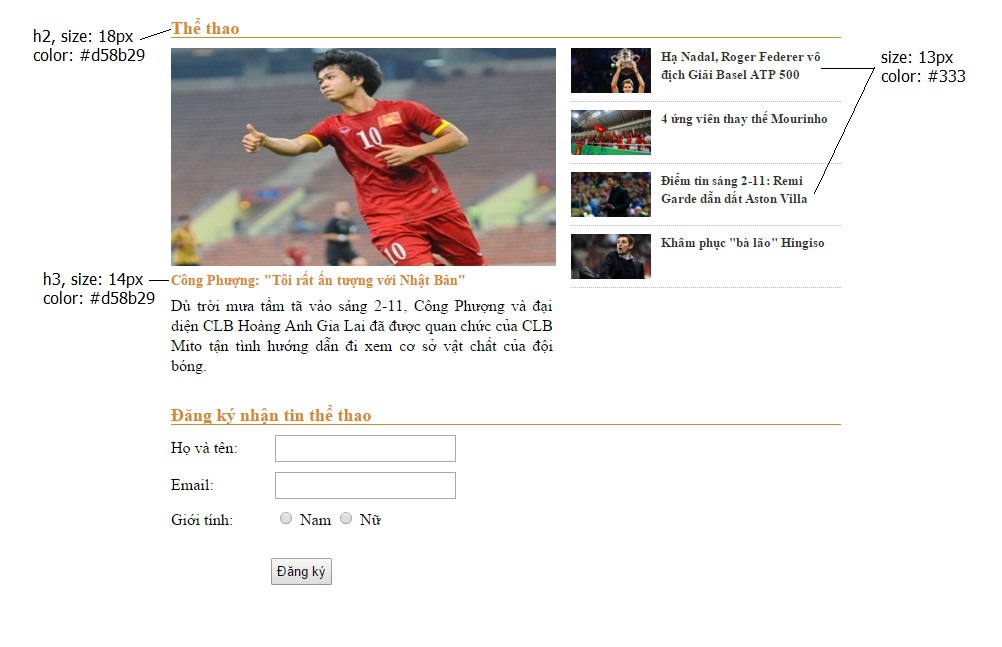 h2, size: 18px
color: #d58b29
Thể thao
10
10
Hạ Nadal, Roger Federer vô
địch Giải Basel ATP 500
size: 13px
color: #333
4 ứng viên thay thế Mourinho
Điểm tin sáng 2-11: Remi
Garde dẫn dắt Aston Villa
Khâm phục "bà lão" Hingiso
h3, size: 14px
color: #d58b29
Công Phượng: "Tôi rất ấn tượng với Nhật Bản"
Dù trời mưa tầm tã vào sáng 2-11, Công Phượng và đại
diện CLB Hoàng Anh Gia Lai đã được quan chức của CLB
Mito tận tình hướng dẫn đi xem cơ sở vật chất của đội
bóng.
Đăng ký nhận tin thể thao
Họ và tên:
Email:
Giới tính:
Nam
Nữ
Đăng ký